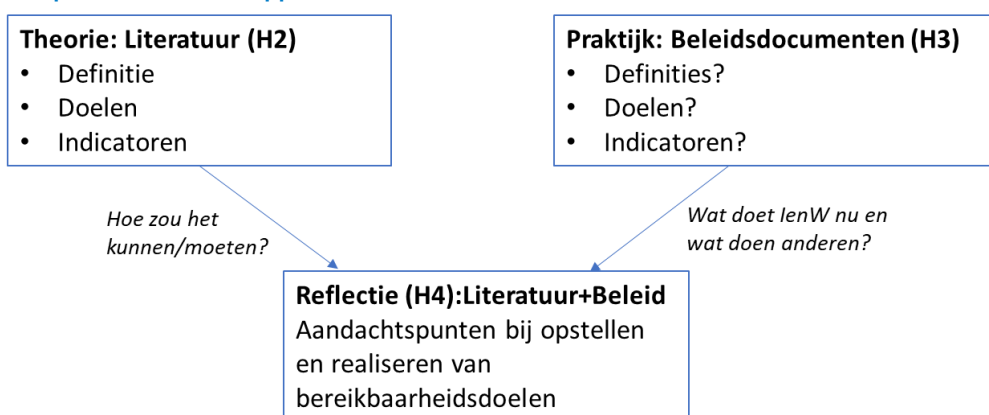 Theorie: Literatuur (H2)
• Definitie
• Doelen
• Indicatoren
Praktijk: Beleidsdocumenten (H3)
• Definities?
• Doelen?
• Indicatoren?
Hoe zou het
kunnen/moeten?
Wat doet IenW nu en
wat doen anderen?
Reflectie (H4):Literatuur+Beleid
Aandachtspunten bij opstellen
en realiseren van
bereikbaarheidsdoelen